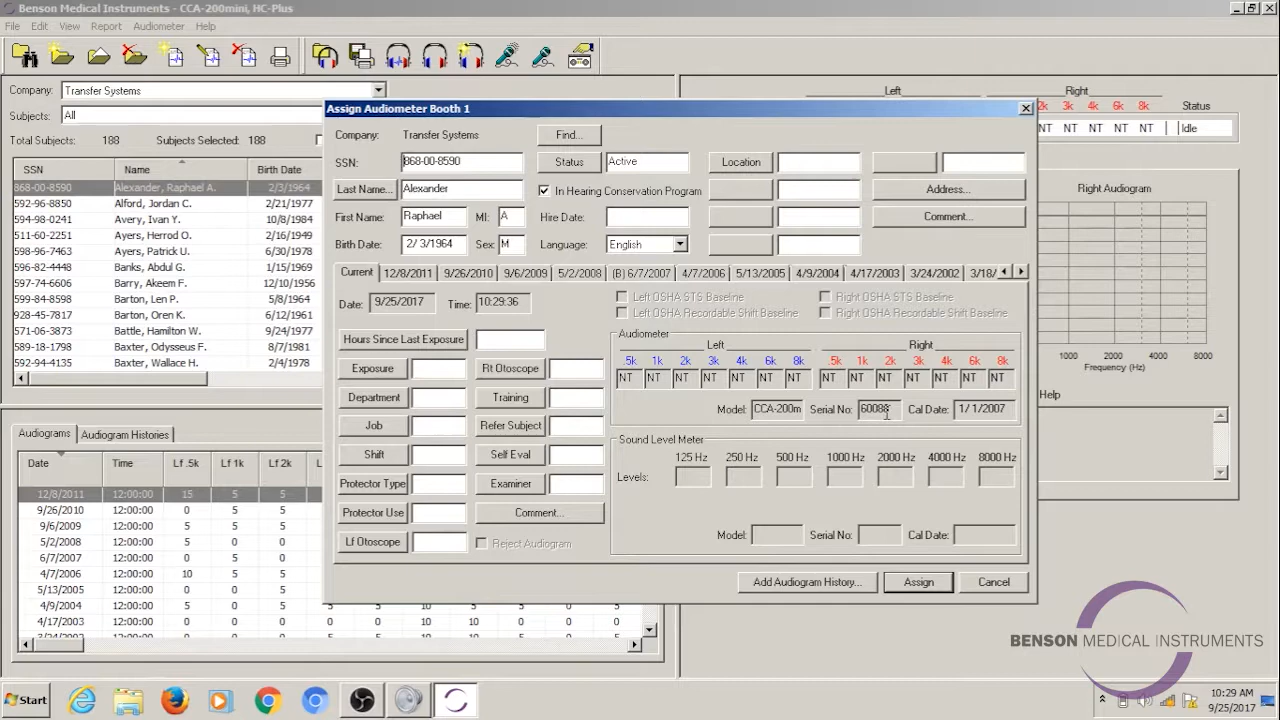 Benson Medical Instruments - CCA-200mini, HC-Plus
File Edit View Report Audiometer Help
Company: Transfer Systems
Subjects: All
Total Subjects: 188 Subjects Selected: 188
SSN Name Birth Date
868-00-8590 Alexander, Raphael A. 2/3/1964
592-96-8850 Alford, Jordan C. 2/21/1977
594-98-0241 Avery, Ivan Y. 10/8/1984
511-60-2251 Ayers, Herrod O. 2/16/1949
598-96-7463 Ayers, Patrick U. 6/30/1978
596-82-4448 Banks, Abdul G. 1/15/1969
597-74-6606 Barry, Akeem F. 12/10/1956
599-84-8598 Barton, Len P. 5/8/1964
928-45-7817 Barton, Oren K. 6/12/1961
571-06-3873 Battle, Hamilton W. 9/24/1977
589-18-1798 Baxter, Odysseus F. 8/7/1981
592-94-4135 Baxter, Wallace H. 2/4/1978
Audiograms Audiogram Histories
Date Time Lf .5k Lf 1k Lf 2k
12/8/2011 12:00:00 15 5 5
9/26/2010 12:00:00 0 5 5
9/6/2009 12:00:00 5 5 5
5/2/2008 12:00:00 0 5 5
6/7/2007 12:00:00 0 5 5
4/7/2006 12:00:00 10 5 5
5/13/2005 12:00:00 0 0 0
4/9/2004 12:00:00 5 0 5 5 10 10 5 5 0
4/17/2003 12:00:00 0 0 0 0 10 5 0 0 0
Assign Audiometer Booth 1
Company: Transfer Systems Find...
SSN: 868-00-8590 Status Active Location
Last Name... Alexander In Hearing Conservation Program Address...
First Name: Raphael MI: A Hire Date: Comment...
Birth Date: 2/ 3/1964 Sex: M Language: English
Current 12/8/2011 9/26/2010 9/6/2009 5/2/2008 (B) 6/7/2007 4/7/2006 5/13/2005 4/9/2004 4/17/2003 3/24/2002 3/18/
Date: 9/25/2017 Time: 10:29:36
Left OSHA STS Baseline Right OSHA STS Baseline
Left OSHA Recordable Shift Baseline Right OSHA Recordable Shift Baseline
Hours Since Last Exposure
Exposure Rt Otoscope
Department Training
Job Refer Subject
Shift Self Eval
Protector Type Examiner
Protector Use Comment...
Lf Otoscope Reject Audiogram
Audiometer
Left Right
.5k 1k 2k 3k 4k 6k 8k .5k 1k 2k 3k 4k 6k 8k
NT NT NT NT NT NT NT NT NT NT NT NT NT NT
Model: CCA-200m Serial No: 60088 Cal Date: 1/ 1/2007
Sound Level Meter
125 Hz 250 Hz 500 Hz 1000 Hz 2000 Hz 4000 Hz 8000 Hz
Levels:
Model: Serial No: Cal Date:
Add Audiogram History... Assign Cancel
Left Right
2k 3k 4k 6k 8k Status
NT NT NT NT NT Idle
Right Audiogram
1000 2000 4000 8000
3000 6000
Frequency (Hz)
Help
BENSON MEDICAL INSTRUMENTS
Start
10:29 AM
9/25/2017